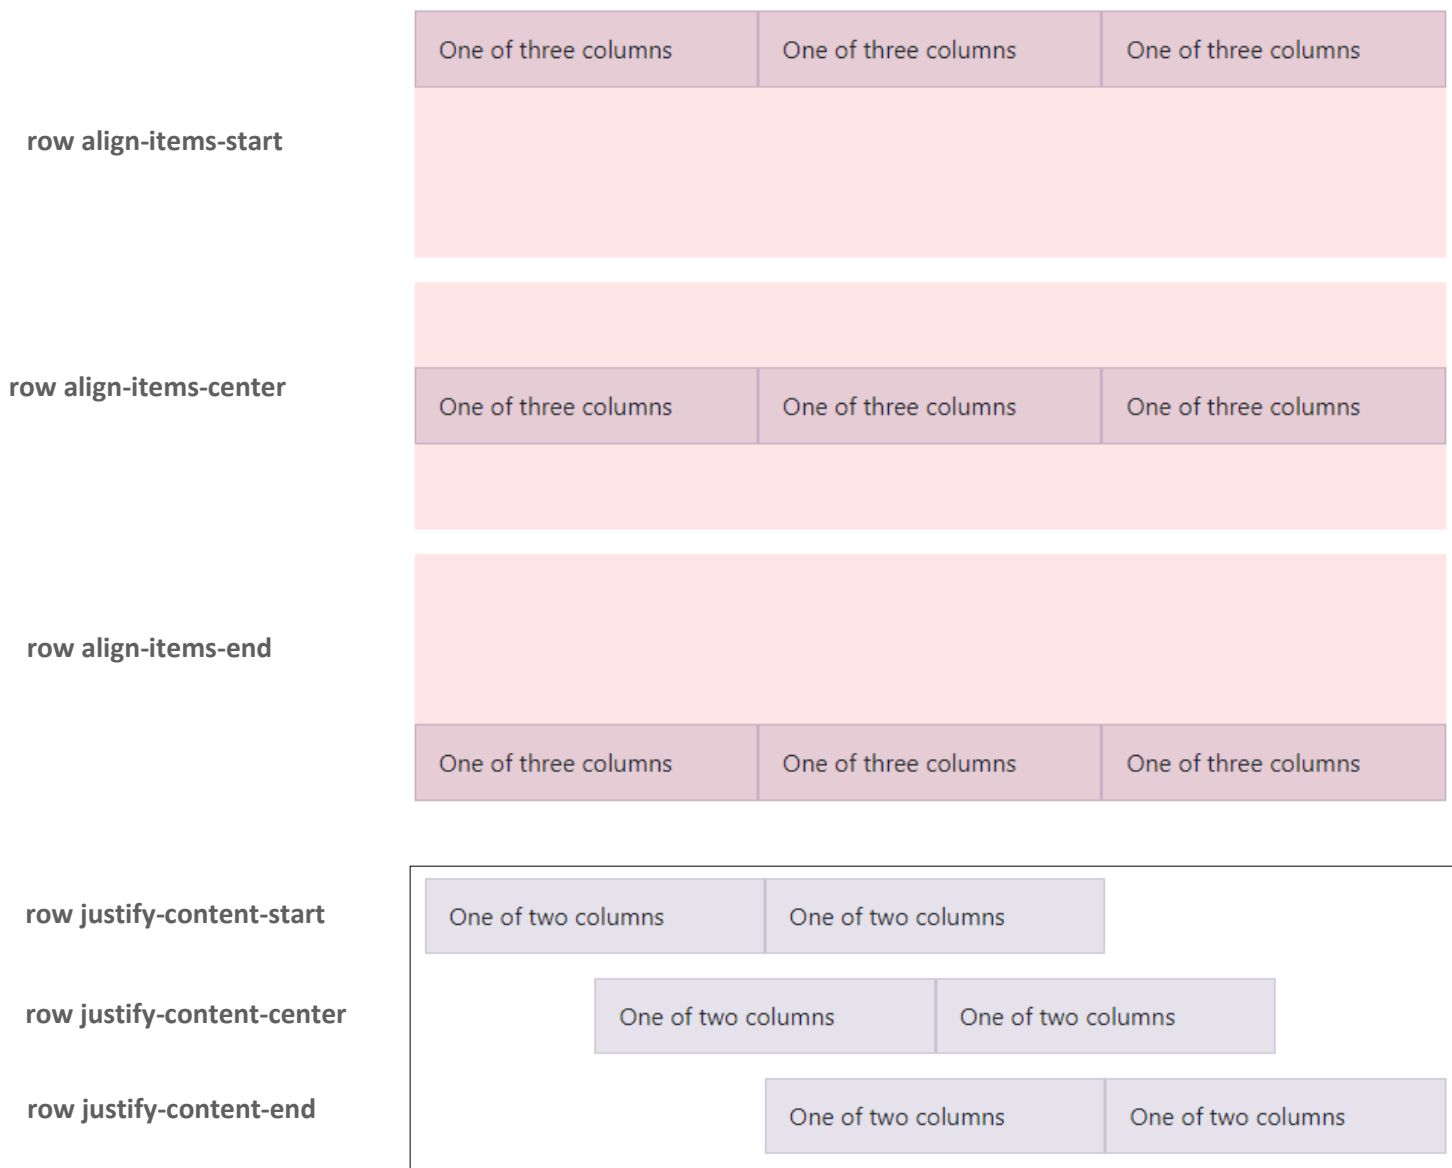 One of three columns One of three columns One of three columns
row align-items-start
row align-items-center
One of three columns One of three columns One of three columns
row align-items-end
One of three columns One of three columns One of three columns
row justify-content-start
One of two columns One of two columns
row justify-content-center
One of two columns One of two columns
row justify-content-end
One of two columns One of two columns